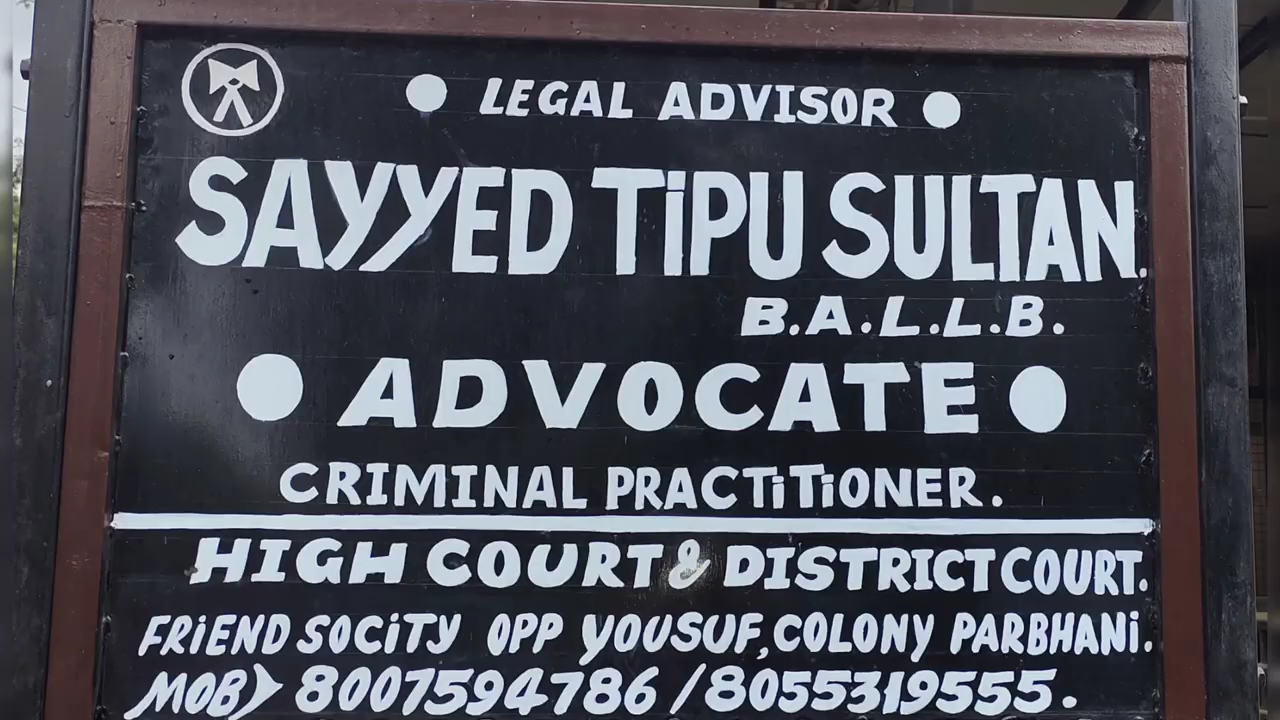 ● LEGAL ADVISOR ●
SAYYED TiPU SULTAN.
B.A.L.L.B.
● ADVOCATE ●
CRIMINAL PRACTiTiONER.
HIGH COURT & DISTRICT COURT.
FRiEND SOCiTY OPP YOUSUF, COLONY PARBHANi.
MOB> 8007594786 / 8055319555.